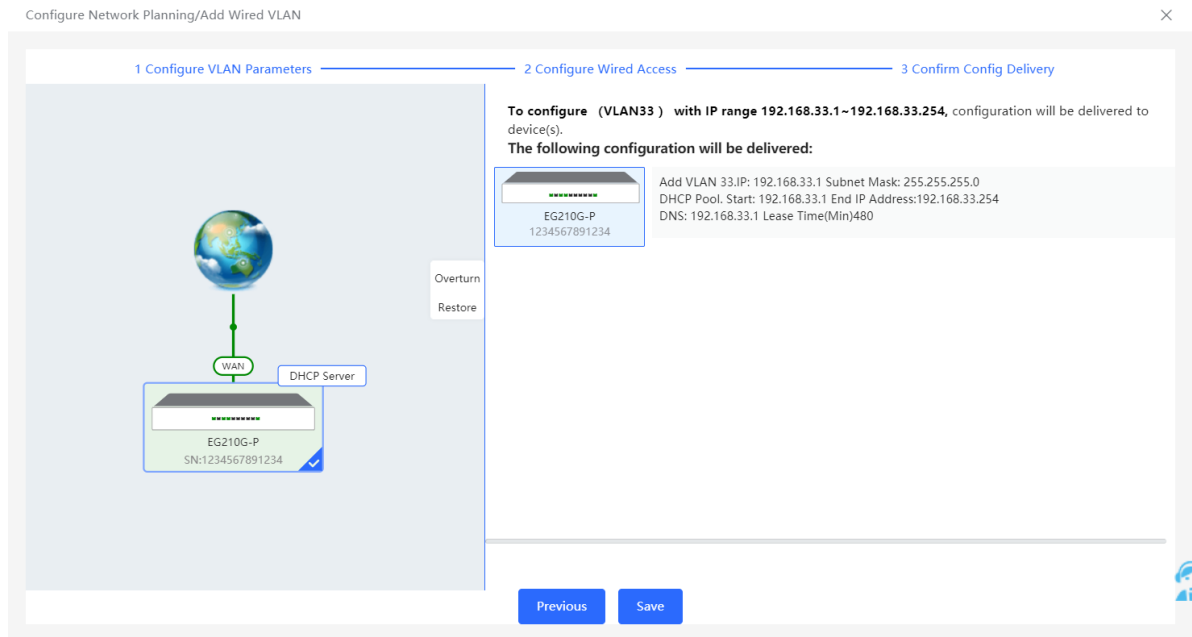 Configure Network Planning/Add Wired VLAN
1 Configure VLAN Parameters
2 Configure Wired Access
3 Confirm Config Delivery
Overturn
Restore
WAN
DHCP Server
EG210G-P
SN:1234567891234
To configure （VLAN33 ） with IP range 192.168.33.1~192.168.33.254, configuration will be delivered to
device(s).
The following configuration will be delivered:
EG210G-P
1234567891234
Add VLAN 33.IP: 192.168.33.1 Subnet Mask: 255.255.255.0
DHCP Pool. Start: 192.168.33.1 End IP Address:192.168.33.254
DNS: 192.168.33.1 Lease Time(Min)480
Previous
Save